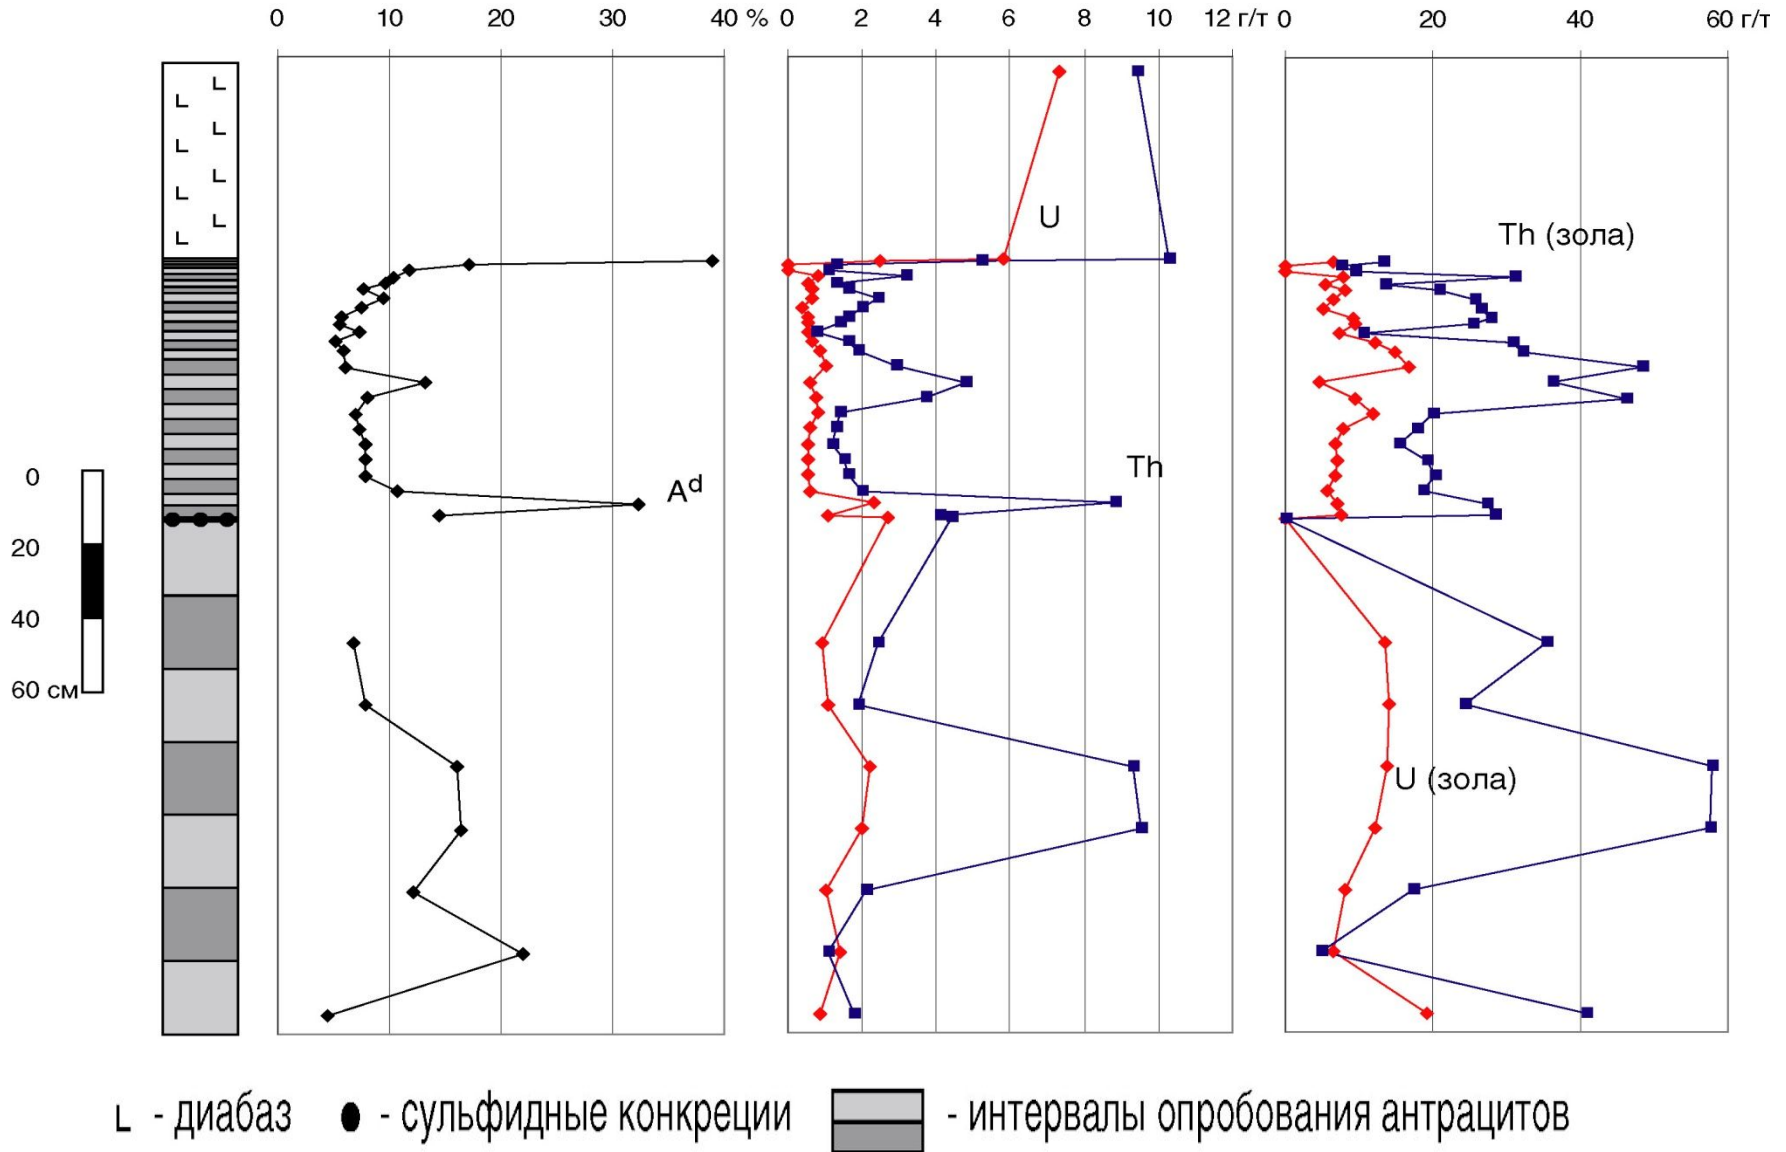 0 10 20 30 40 % 0 2 4 6 8 10 12 г/т 0 20 40 60 г/т
L L
L L
L L
L L
U
Th (зола)
Th
A^d
0
20
40
60 см
U (зола)
L - диабаз ● - сульфидные конкреции - интервалы опробования антрацитов